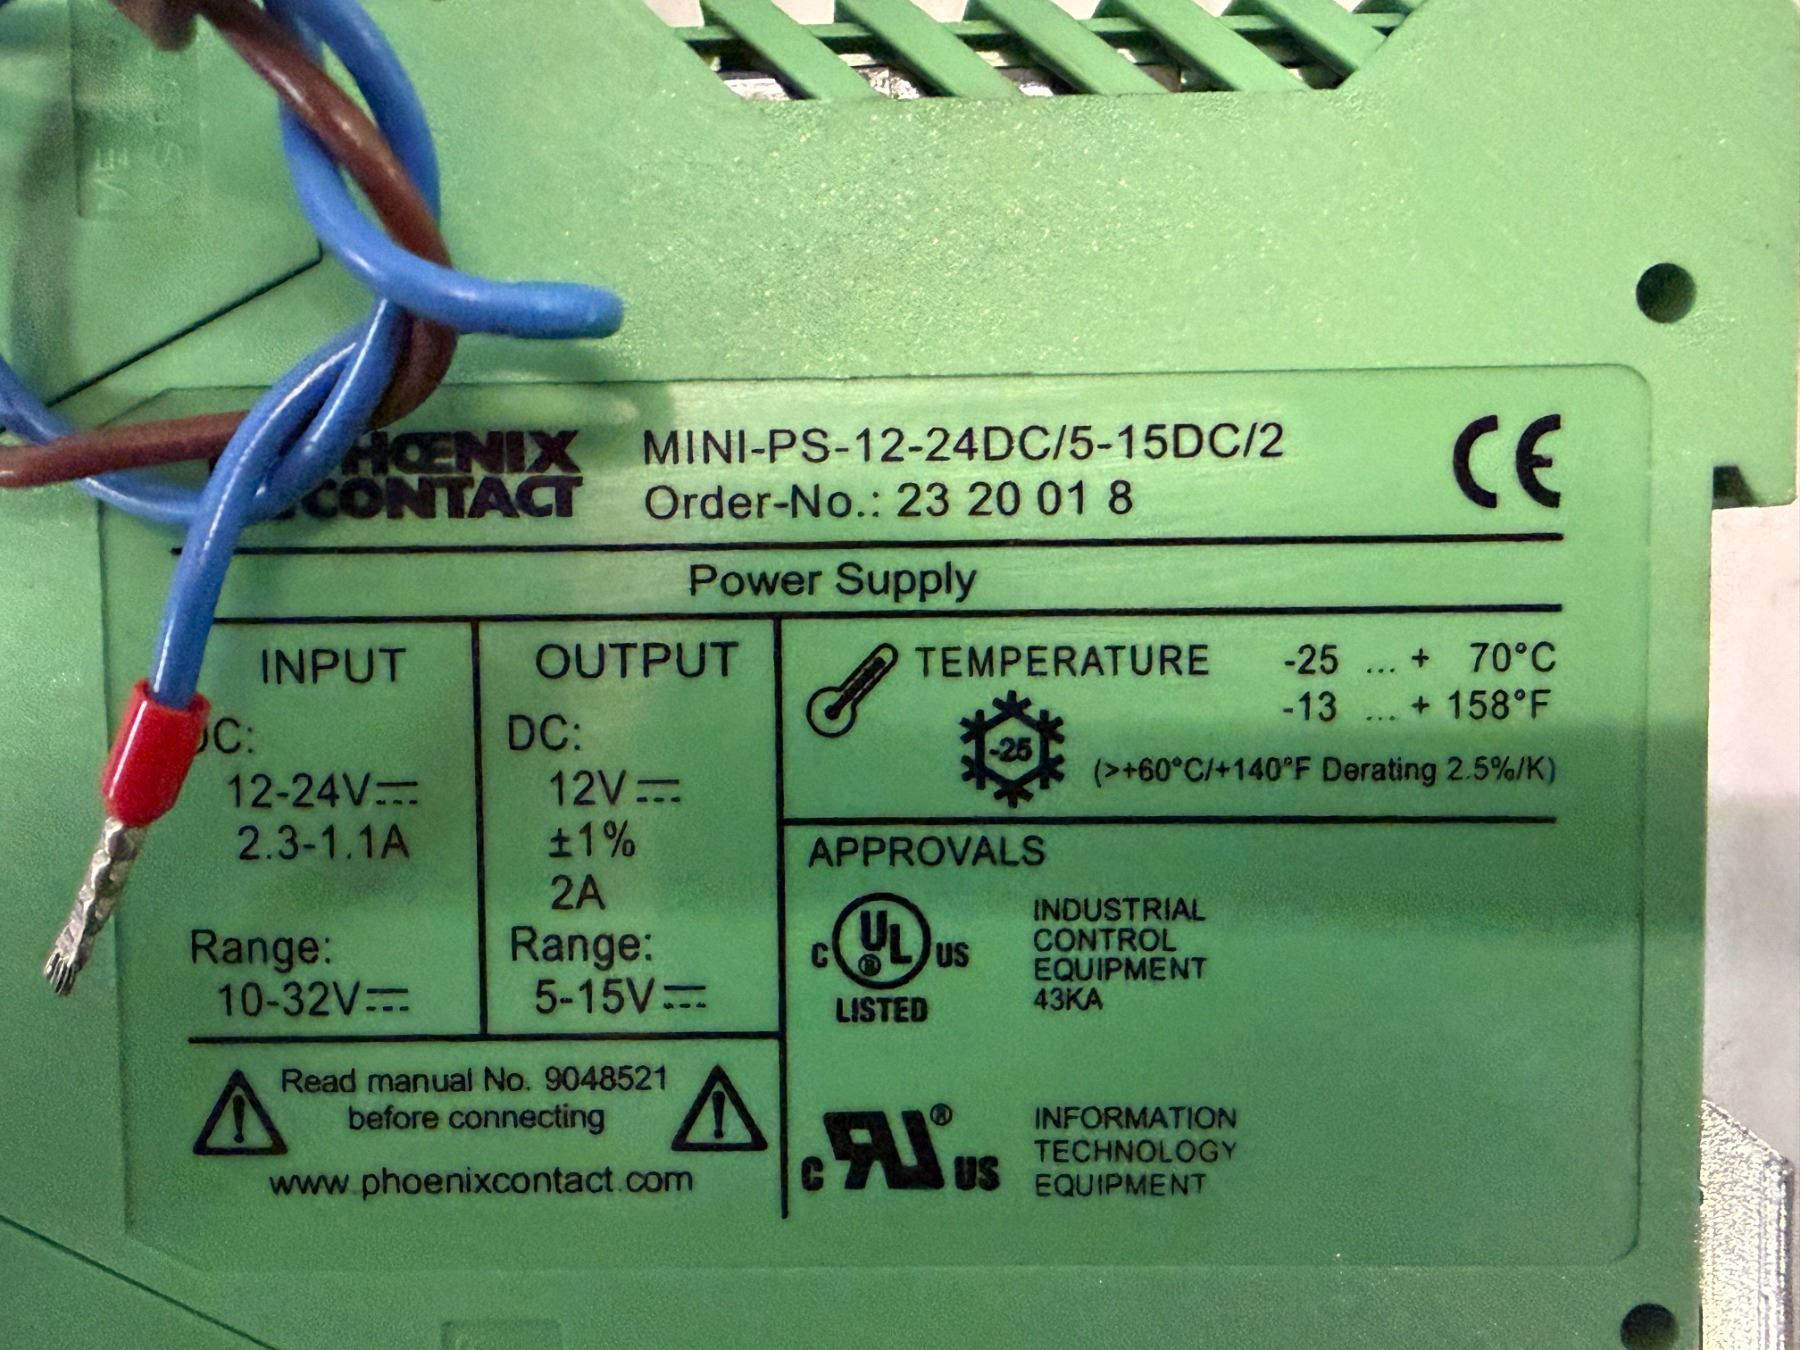 PHŒNIX
CONTACT
MINI-PS-12-24DC/5-15DC/2
Order-No.: 23 20 01 8
CE
Power Supply
INPUT
DC:
12-24V
2.3-1.1A
Range:
10-32V
OUTPUT
DC:
12V
±1%
2A
Range:
5-15V
TEMPERATURE -25 ... + 70°C
-13 ... + 158°F
-25
(>+60°C/+140°F Derating 2.5%/K)
APPROVALS
C UL ® US
LISTED
INDUSTRIAL
CONTROL
EQUIPMENT
43KA
C RU ® US
INFORMATION
TECHNOLOGY
EQUIPMENT
Read manual No. 9048521
before connecting
www.phoenixcontact.com